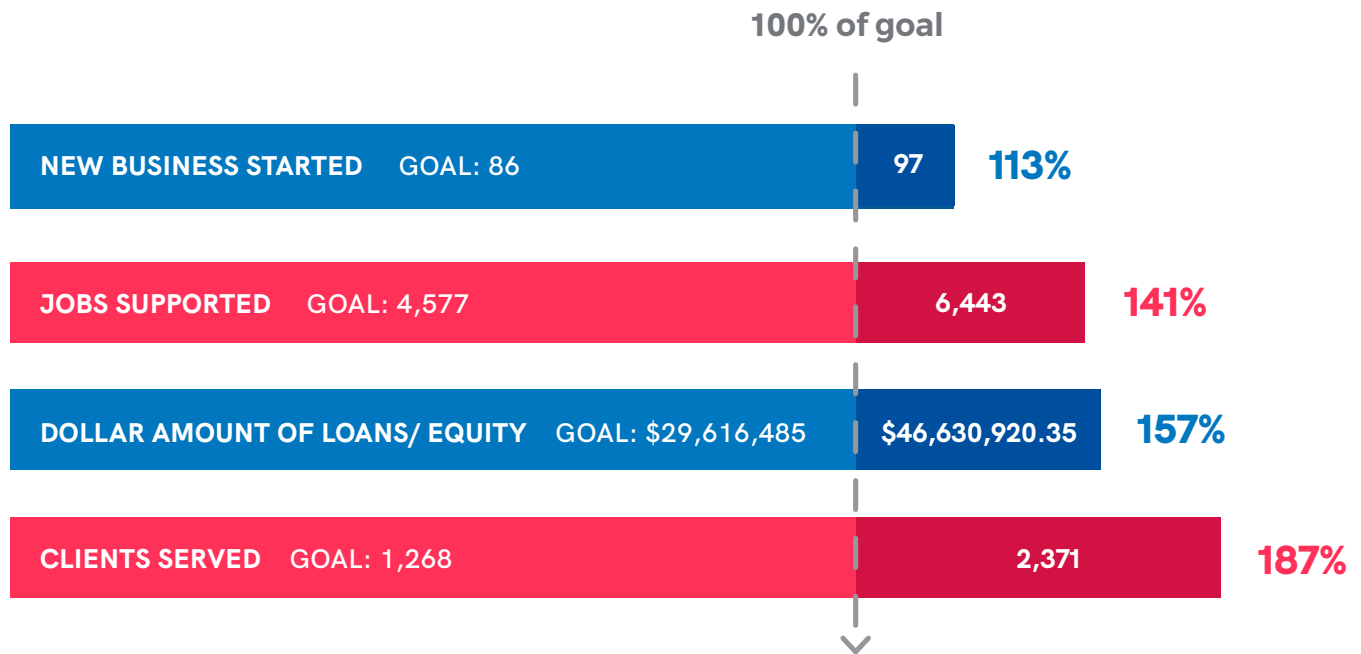 100% of goal
NEW BUSINESS STARTED GOAL: 86 97 113%
JOBS SUPPORTED GOAL: 4,577 6,443 141%
DOLLAR AMOUNT OF LOANS/ EQUITY GOAL: $29,616,485 $46,630,920.35 157%
CLIENTS SERVED GOAL: 1,268 2,371 187%